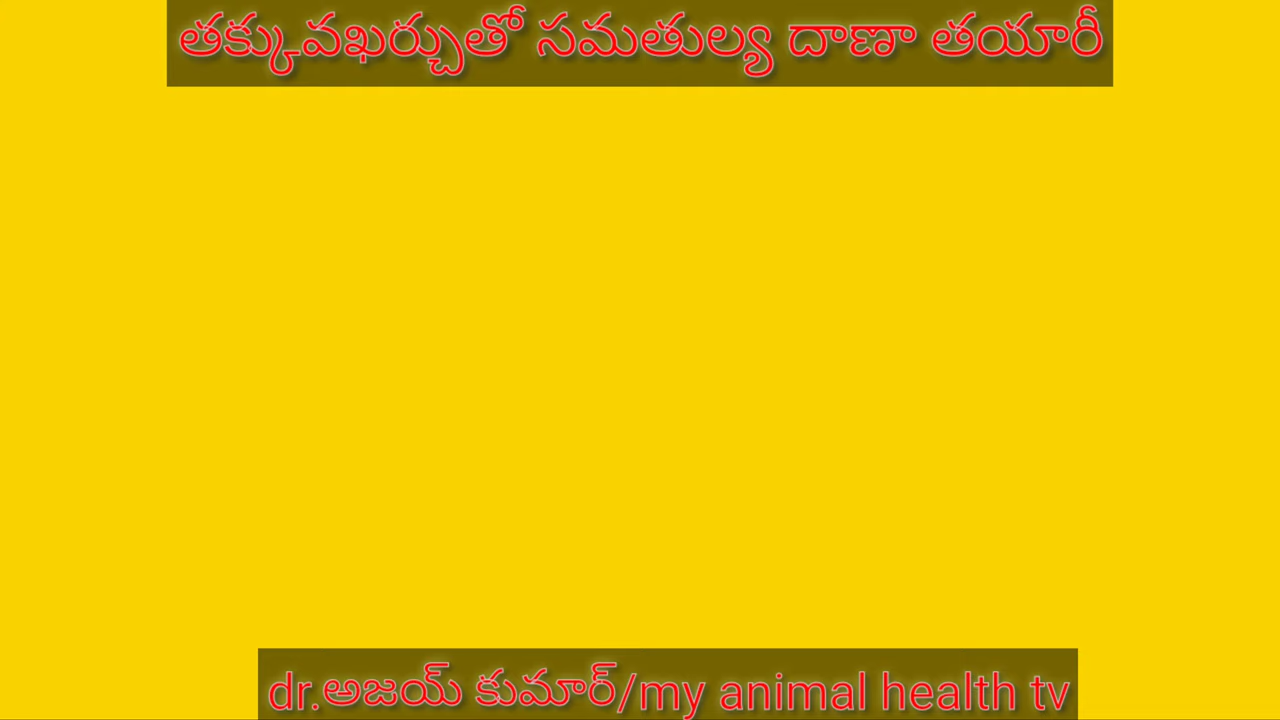 తక్కువఖర్చుతో సమతుల్య దాణా తయారీ
dr.అజయ్ కుమార్/my animal health tv